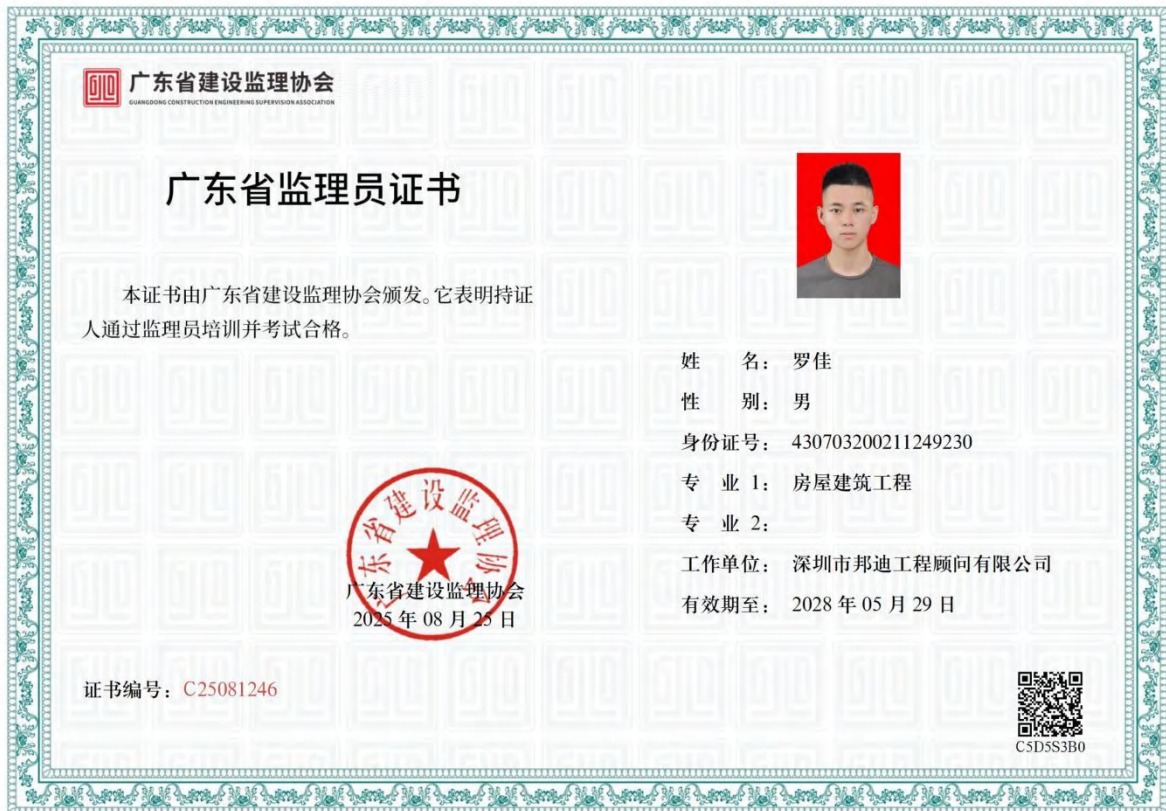 广东省建设监理协会
GUANGDONG CONSTRUCTION ENGINEERING SUPERVISION ASSOCIATION
广东省监理员证书
本证书由广东省建设监理协会颁发。它表明持证
人通过监理员培训并考试合格。
姓 名： 罗佳
性 别： 男
身份证号： 430703200211249230
专 业 1： 房屋建筑工程
专 业 2：
工作单位： 深圳市邦迪工程顾问有限公司
有效期至： 2028 年 05 月 29 日
广东省建设监理协会
广东省建设监理协会
2025 年 08 月 25 日
证书编号：C25081246
C5D5S3B0